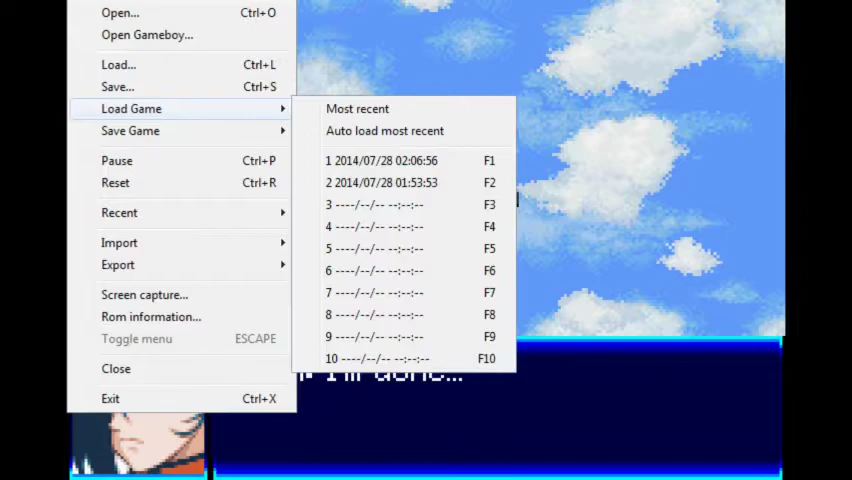 Open... Ctrl+O
Open Gameboy...
Load... Ctrl+L
Save... Ctrl+S
Load Game
Save Game
Pause Ctrl+P
Reset Ctrl+R
Recent
Import
Export
Screen capture...
Rom information...
Toggle menu ESCAPE
Close
Exit Ctrl+X
Most recent
Auto load most recent
1 2014/07/28 02:06:56 F1
2 2014/07/28 01:53:53 F2
3 ----/--/-- --:--:-- F3
4 ----/--/-- --:--:-- F4
5 ----/--/-- --:--:-- F5
6 ----/--/-- --:--:-- F6
7 ----/--/-- --:--:-- F7
8 ----/--/-- --:--:-- F8
9 ----/--/-- --:--:-- F9
10 ----/--/-- --:--:-- F10